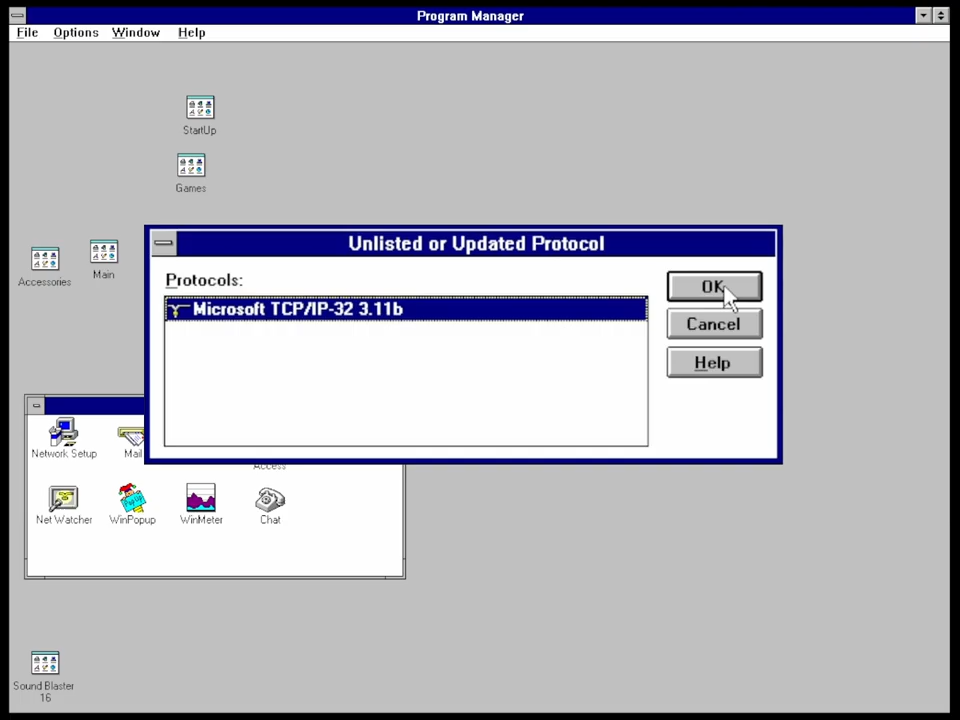 Program Manager
File Options Window Help
StartUp
Games
Accessories
Main
Unlisted or Updated Protocol
Protocols:
Microsoft TCP/IP-32 3.11b
OK
Cancel
Help
Network Setup
Mail
Access
Net Watcher
WinPopup
WinMeter
Chat
Sound Blaster
16